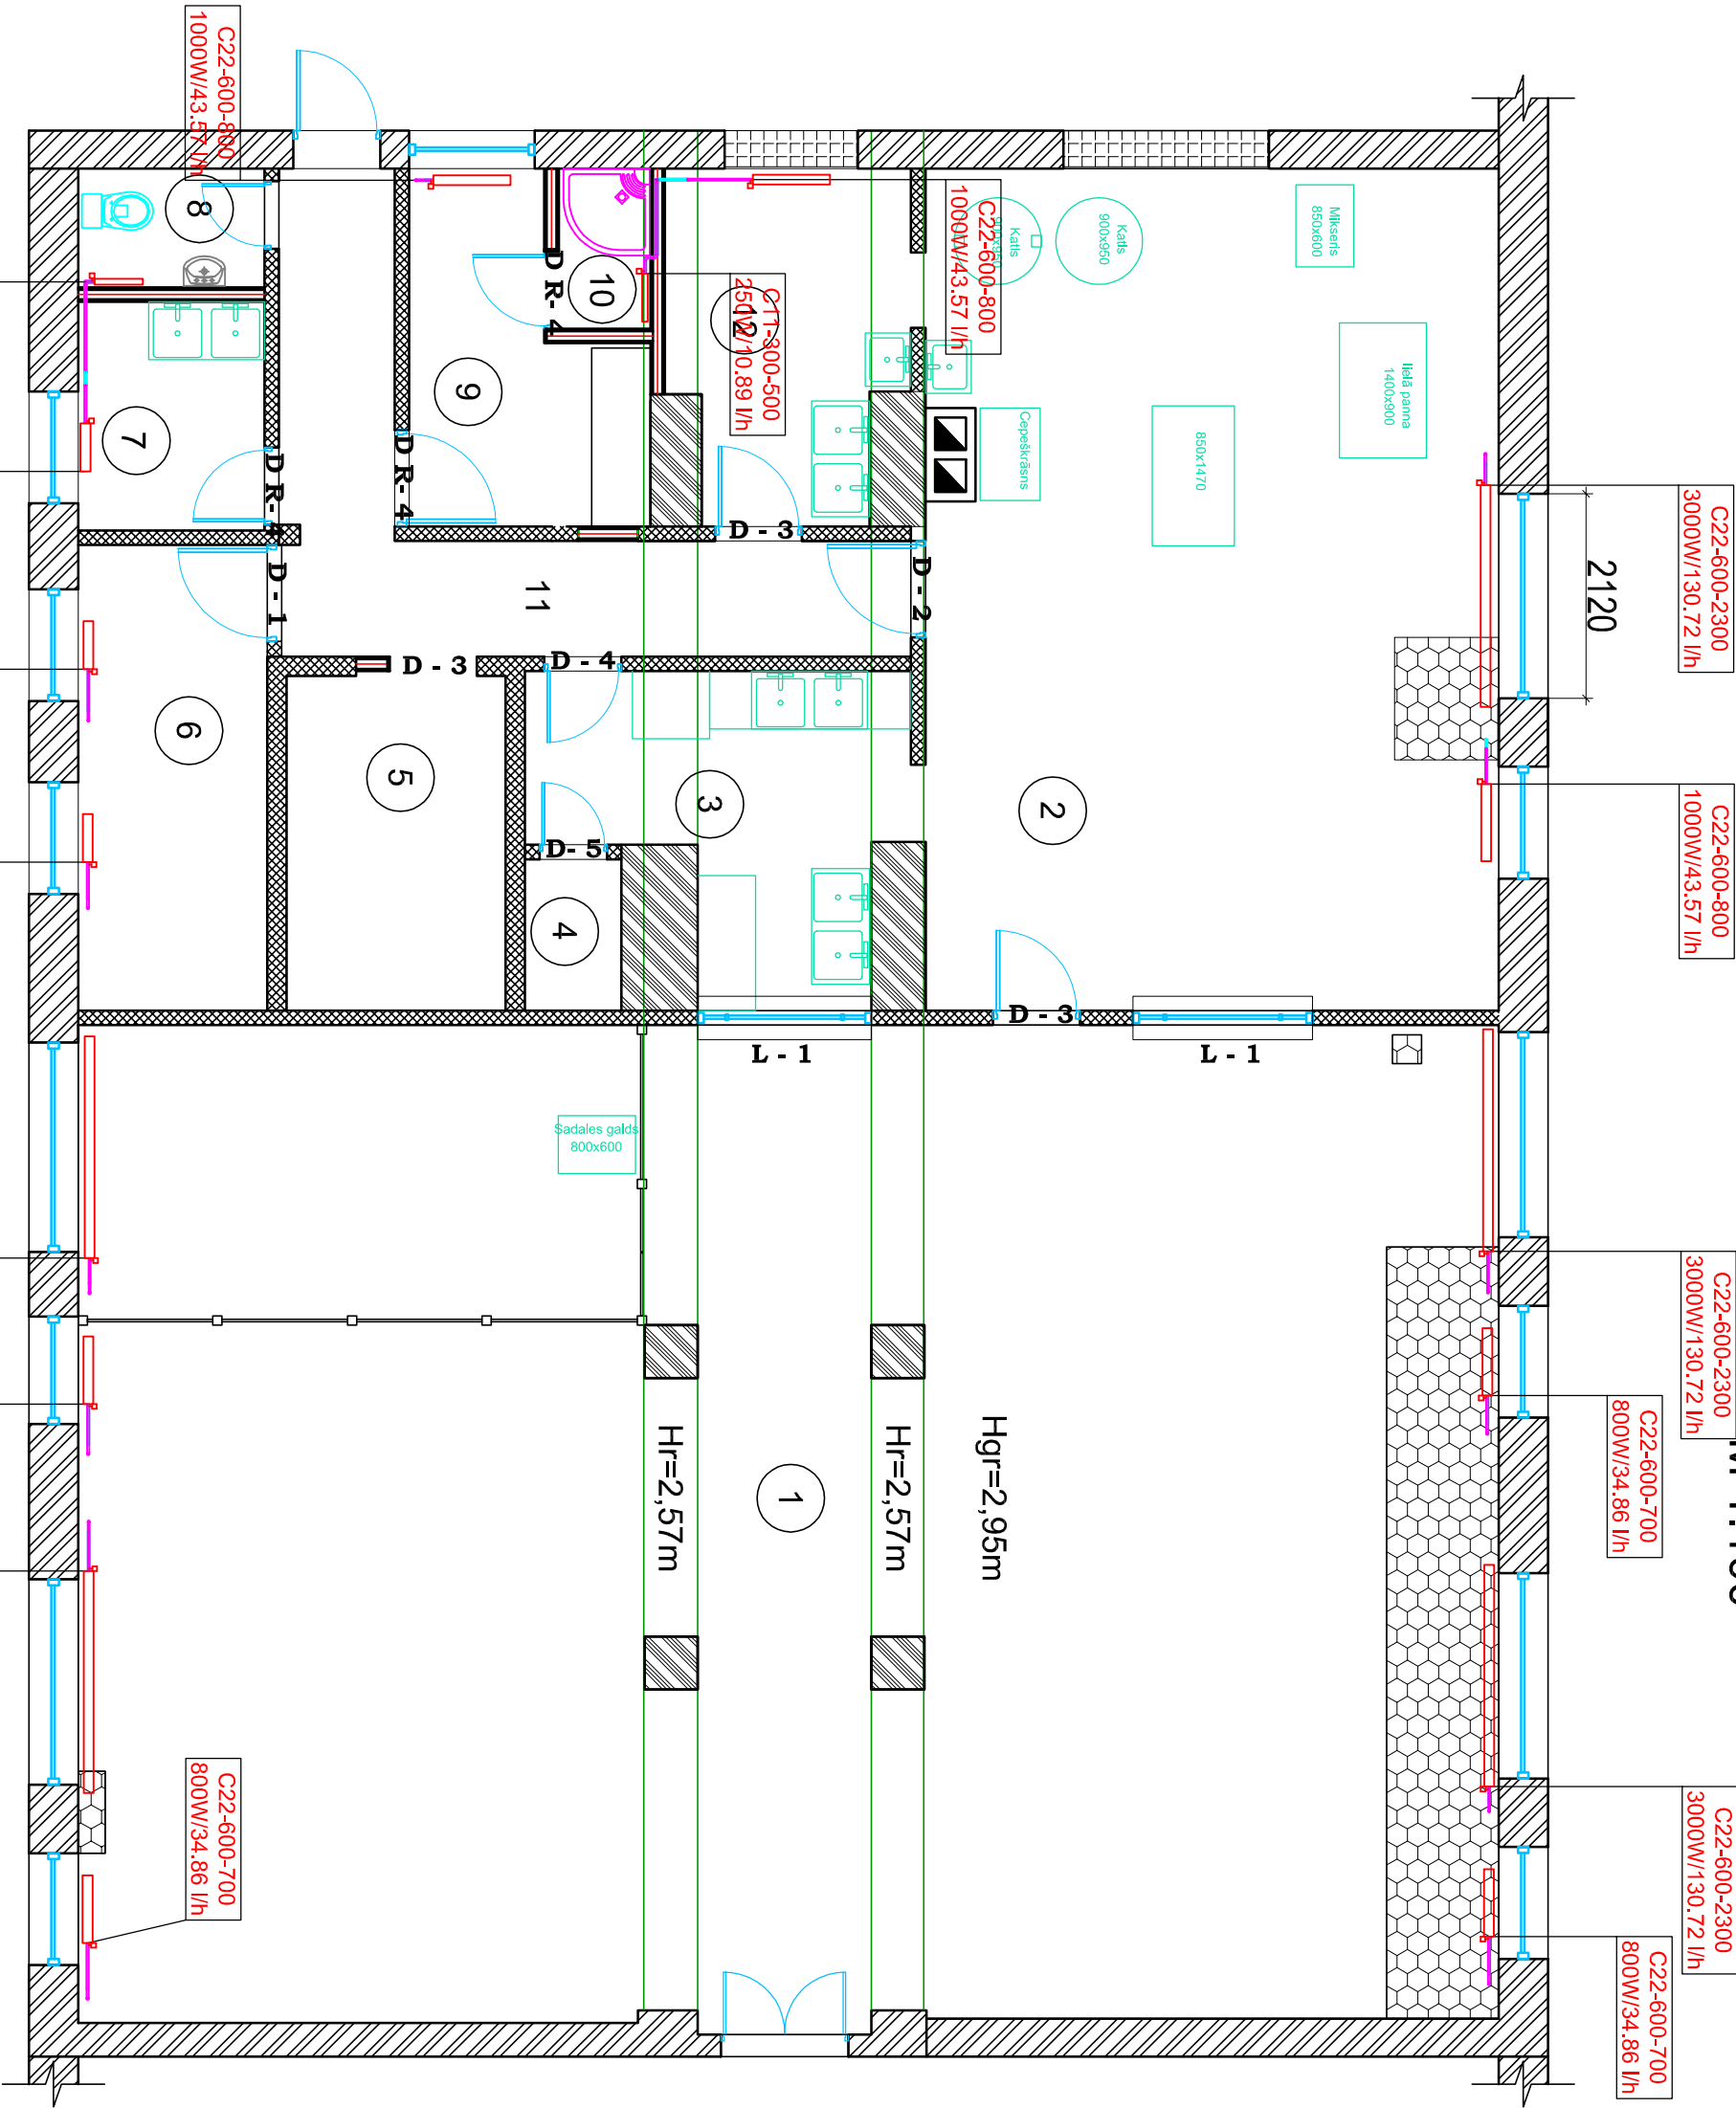 C22-600-800
1000W/43.57 l/h
C22-600-800
1000W/43.57 l/h
C11-300-500
250W/10.89 l/h
C22-600-2300
3000W/130.72 l/h
2120
C22-600-800
1000W/43.57 l/h
C22-600-2300
3000W/130.72 l/h
C22-600-700
800W/34.86 l/h
C22-600-2300
3000W/130.72 l/h
C22-600-700
800W/34.86 l/h
C22-600-700
800W/34.86 l/h
Mikseris
850x600
Katls
900x950
Katls
900x950
lielā panna
1400x900
850x1470
Cepeškrāsns
Sadales galds
800x600
8
10
12
9
7
11
6
5
3
2
4
1
D R- 4
D R- 4
D R- 4
D - 3
D - 2
D - 1
D - 3
D - 4
D- 5
D - 3
L - 1
L - 1
Hr=2,57m
Hr=2,57m
Hgr=2,95m